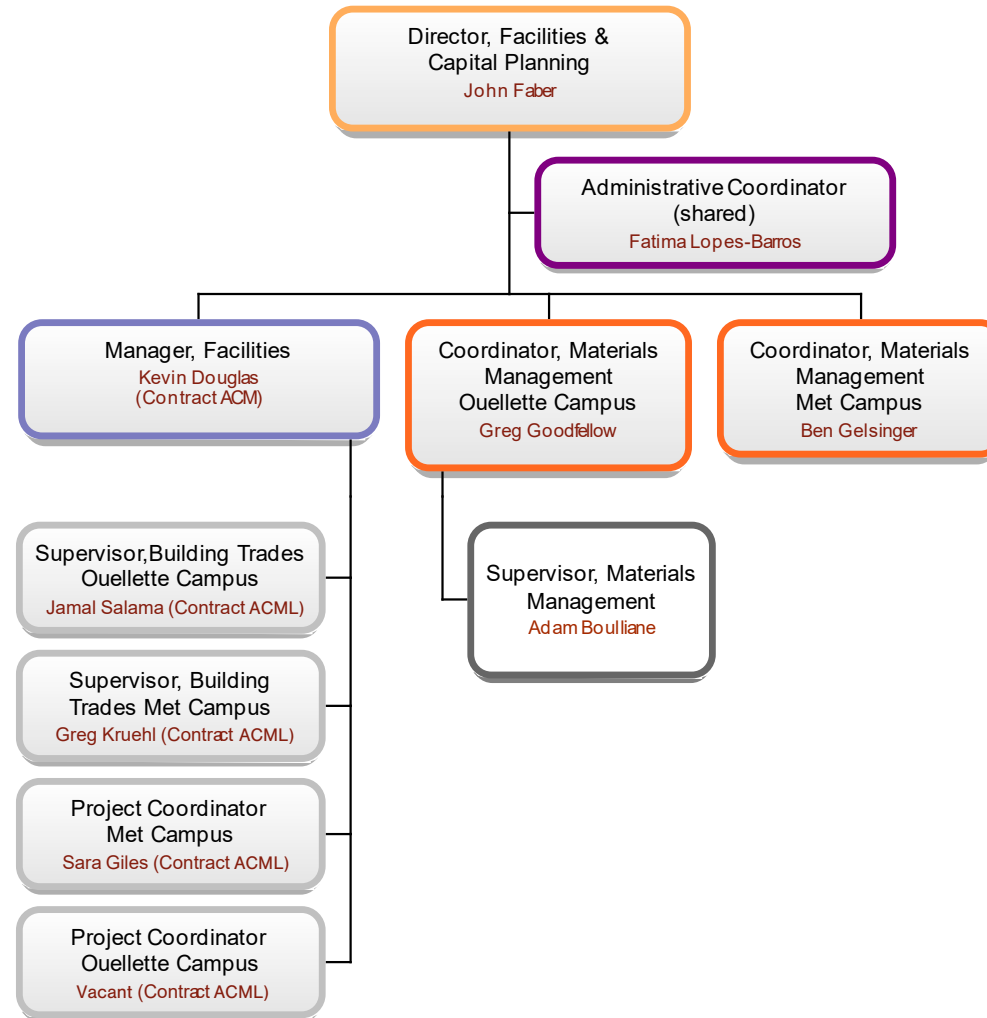 Director, Facilities &
Capital Planning
John Faber
Administrative Coordinator
(shared)
Fatima Lopes-Barros
Manager, Facilities
Kevin Douglas
(Contract ACM)
Coordinator, Materials
Management
Ouellette Campus
Greg Goodfellow
Coordinator, Materials
Management
Met Campus
Ben Gelsinger
Supervisor,Building Trades
Ouellette Campus
Jamal Salama (Contract ACML)
Supervisor, Materials
Management
Adam Boulliane
Supervisor, Building
Trades Met Campus
Greg Kruehl (Contract ACML)
Project Coordinator
Met Campus
Sara Giles (Contract ACML)
Project Coordinator
Ouellette Campus
Vacant (Contract ACML)